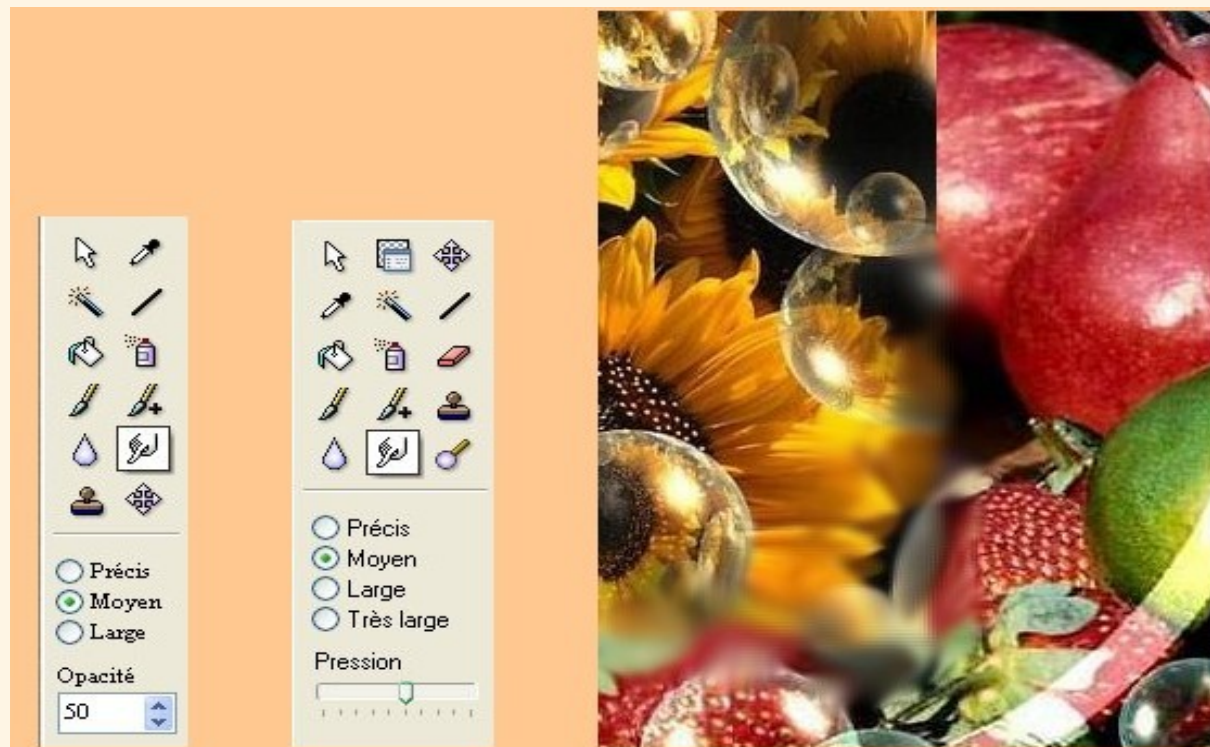 Précis
Moyen
Large
Opacité
50
Précis
Moyen
Large
Très large
Pression